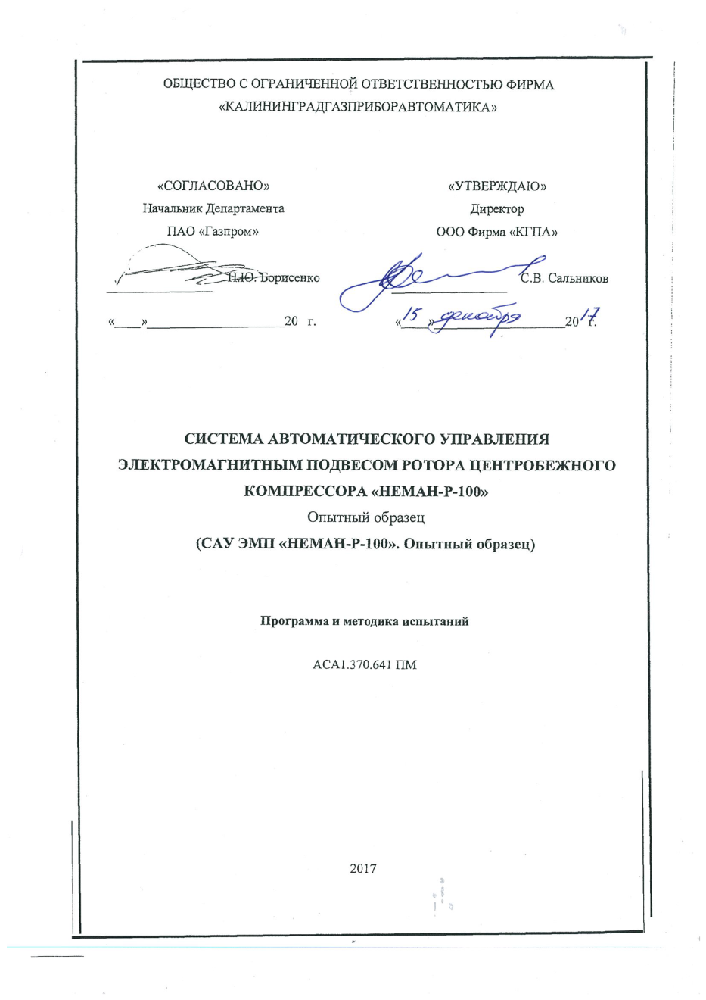 ОБЩЕСТВО С ОГРАНИЧЕННОЙ ОТВЕТСТВЕННОСТЬЮ ФИРМА
«КАЛИНИНГРАДГАЗПРИБОРАВТОМАТИКА»
«СОГЛАСОВАНО»
Начальник Департамента
ПАО «Газпром»
Н.Ю. Борисенко
«____»____________________20 г.
«УТВЕРЖДАЮ»
Директор
ООО Фирма «КГПА»
С.В. Сальников
«15» декабря 2017 г.
СИСТЕМА АВТОМАТИЧЕСКОГО УПРАВЛЕНИЯ
ЭЛЕКТРОМАГНИТНЫМ ПОДВЕСОМ РОТОРА ЦЕНТРОБЕЖНОГО
КОМПРЕССОРА «НЕМАН-Р-100»
Опытный образец
(САУ ЭМП «НЕМАН-Р-100». Опытный образец)
Программа и методика испытаний
АСА1.370.641 ПМ
2017